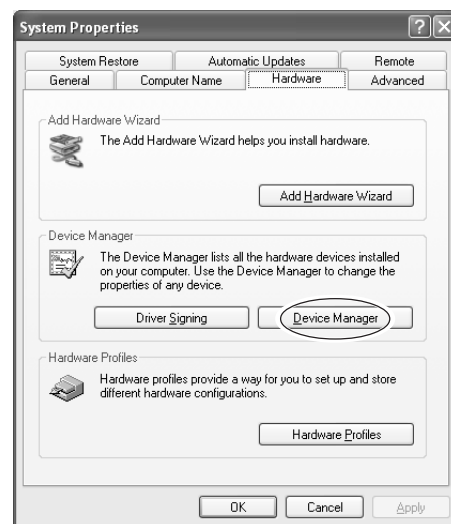 System Properties
System Restore Automatic Updates Remote
General Computer Name Hardware Advanced
Add Hardware Wizard
The Add Hardware Wizard helps you install hardware.
Add Hardware Wizard
Device Manager
The Device Manager lists all the hardware devices installed
on your computer. Use the Device Manager to change the
properties of any device.
Driver Signing Device Manager
Hardware Profiles
Hardware profiles provide a way for you to set up and store
different hardware configurations.
Hardware Profiles
OK Cancel Apply